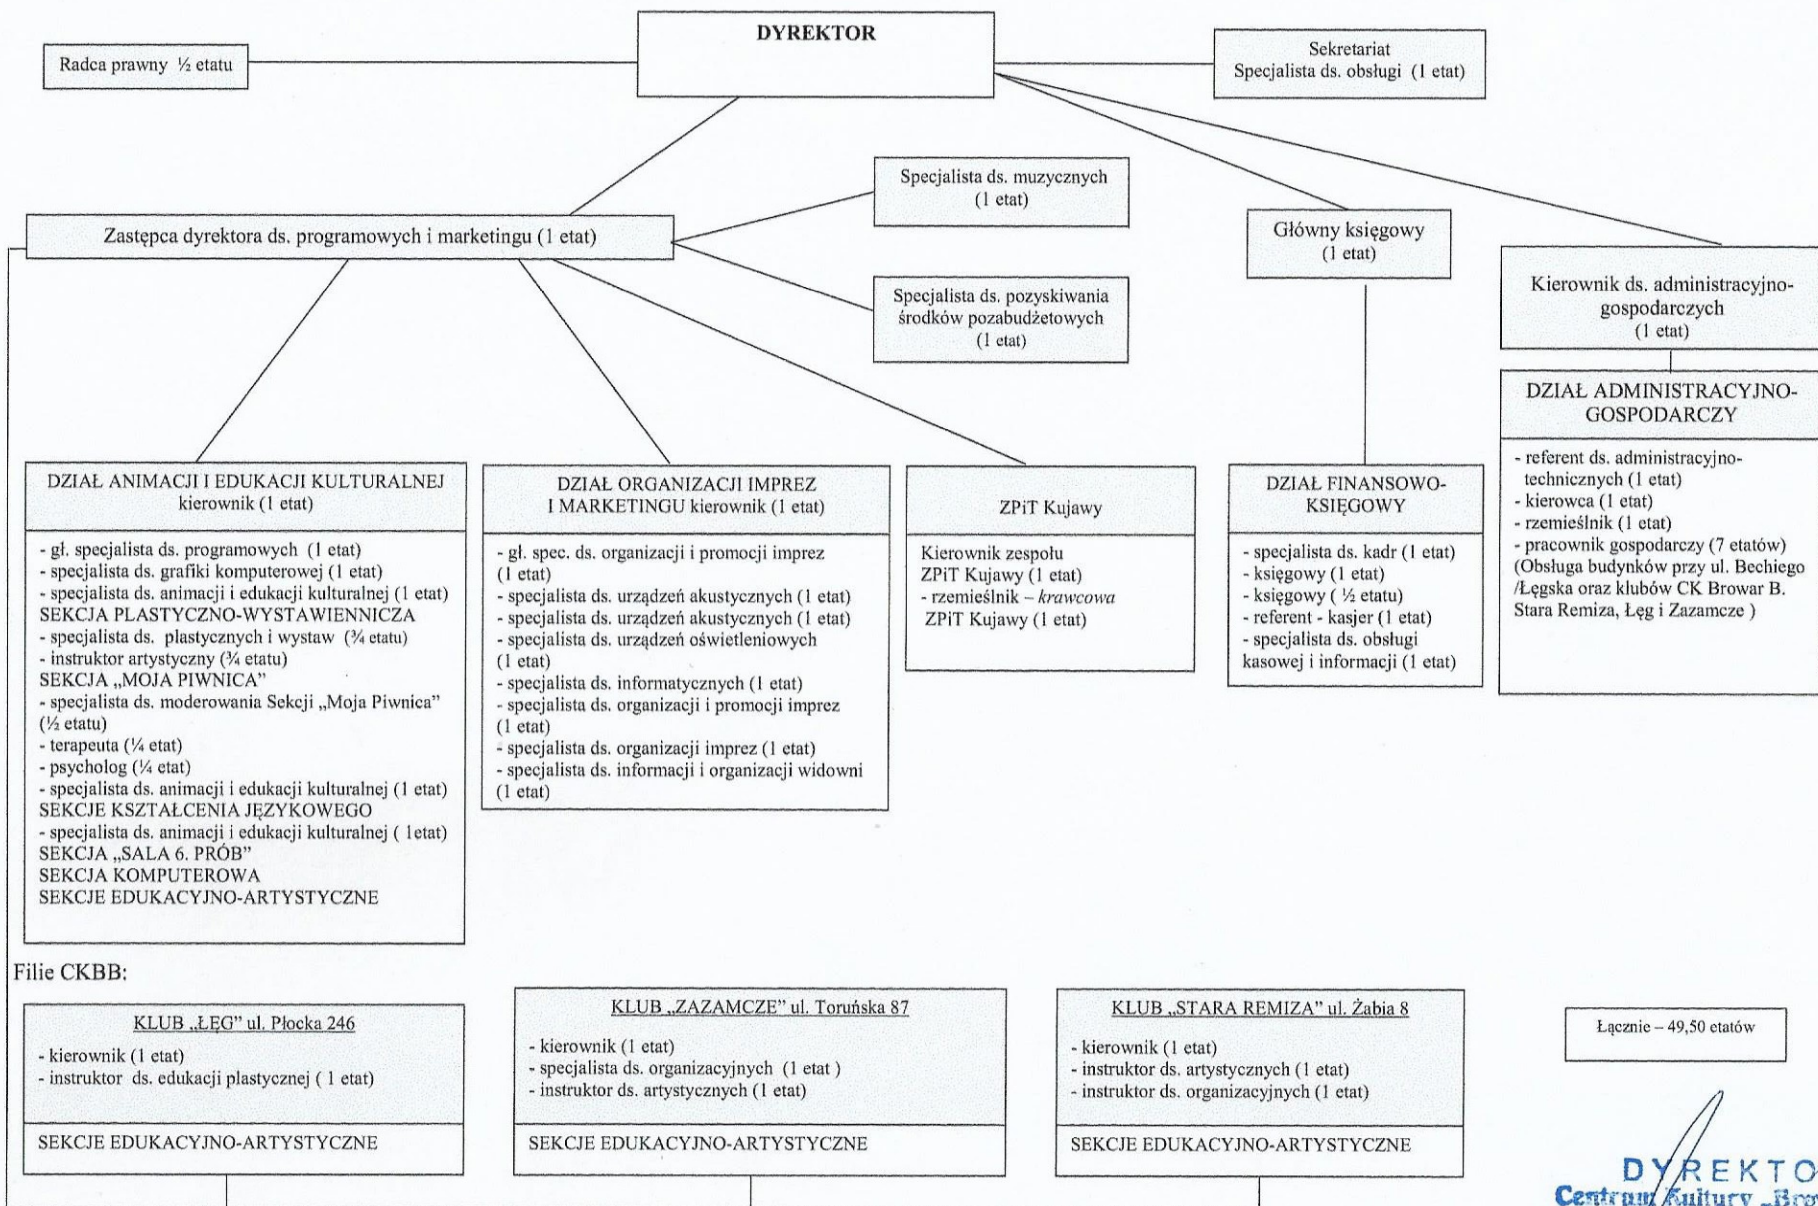 DYREKTOR
Radca prawny ½ etatu
Sekretariat
Specjalista ds. obsługi (1 etat)
Specjalista ds. muzycznych
(1 etat)
Zastępca dyrektora ds. programowych i marketingu (1 etat)
Główny księgowy
(1 etat)
Specjalista ds. pozyskiwania
środków pozabudżetowych
(1 etat)
Kierownik ds. administracyjno-
gospodarczych
(1 etat)
DZIAŁ ANIMACJI I EDUKACJI KULTURALNEJ
kierownik (1 etat)
- gł. specjalista ds. programowych (1 etat)
- specjalista ds. grafiki komputerowej (1 etat)
- specjalista ds. animacji i edukacji kulturalnej (1 etat)
SEKCJA PLASTYCZNO-WYSTAWIENNICZA
- specjalista ds. plastycznych i wystaw (¾ etatu)
- instruktor artystyczny (¾ etatu)
SEKCJA „MOJA PIWNICA”
- specjalista ds. moderowania Sekcji „Moja Piwnica”
(½ etatu)
- terapeuta (¼ etat)
- psycholog (¼ etat)
- specjalista ds. animacji i edukacji kulturalnej (1 etat)
SEKCJE KSZTAŁCENIA JĘZYKOWEGO
- specjalista ds. animacji i edukacji kulturalnej ( 1etat)
SEKCJA „SALA 6. PRÓB”
SEKCJA KOMPUTEROWA
SEKCJE EDUKACYJNO-ARTYSTYCZNE
DZIAŁ ORGANIZACJI IMPREZ
I MARKETINGU kierownik (1 etat)
- gł. spec. ds. organizacji i promocji imprez
(1 etat)
- specjalista ds. urządzeń akustycznych (1 etat)
- specjalista ds. urządzeń akustycznych (1 etat)
- specjalista ds. urządzeń oświetleniowych
(1 etat)
- specjalista ds. informatycznych (1 etat)
- specjalista ds. organizacji i promocji imprez
(1 etat)
- specjalista ds. organizacji imprez (1 etat)
- specjalista ds. informacji i organizacji widowni
(1 etat)
ZPiT Kujawy
Kierownik zespołu
ZPiT Kujawy (1 etat)
- rzemieślnik – krawcowa
ZPiT Kujawy (1 etat)
DZIAŁ FINANSOWO-
KSIĘGOWY
- specjalista ds. kadr (1 etat)
- księgowy (1 etat)
- księgowy ( ½ etatu)
- referent - kasjer (1 etat)
- specjalista ds. obsługi
kasowej i informacji (1 etat)
DZIAŁ ADMINISTRACYJNO-
GOSPODARCZY
- referent ds. administracyjno-
technicznych (1 etat)
- kierowca (1 etat)
- rzemieślnik (1 etat)
- pracownik gospodarczy (7 etatów)
(Obsługa budynków przy ul. Bechiego
/Łęgska oraz klubów CK Browar B.
Stara Remiza, Łęg i Zazamcze )
Filie CKBB:
KLUB „ŁĘG” ul. Płocka 246
- kierownik (1 etat)
- instruktor ds. edukacji plastycznej ( 1 etat)
SEKCJE EDUKACYJNO-ARTYSTYCZNE
KLUB „ZAZAMCZE” ul. Toruńska 87
- kierownik (1 etat)
- specjalista ds. organizacyjnych (1 etat )
- instruktor ds. artystycznych (1 etat)
SEKCJE EDUKACYJNO-ARTYSTYCZNE
KLUB „STARA REMIZA” ul. Żabia 8
- kierownik (1 etat)
- instruktor ds. artystycznych (1 etat)
- instruktor ds. organizacyjnych (1 etat)
SEKCJE EDUKACYJNO-ARTYSTYCZNE
Łącznie – 49,50 etatów
DYREKTO
Centrum Kultury „Brow